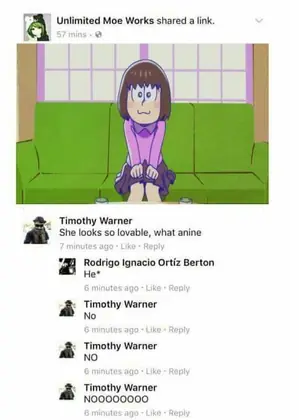 Unlimited Moe Works shared a link.
57 mins •
Timothy Warner
She looks so lovable, what anine
7 minutes ago • Like • Reply
Rodrigo Ignacio Ortíz Berton
He*
6 minutes ago • Like • Reply
Timothy Warner
No
6 minutes ago • Like • Reply
Timothy Warner
NO
6 minutes ago • Like • Reply
Timothy Warner
NOOOOOOOO
6 minutes ago • Like • Reply